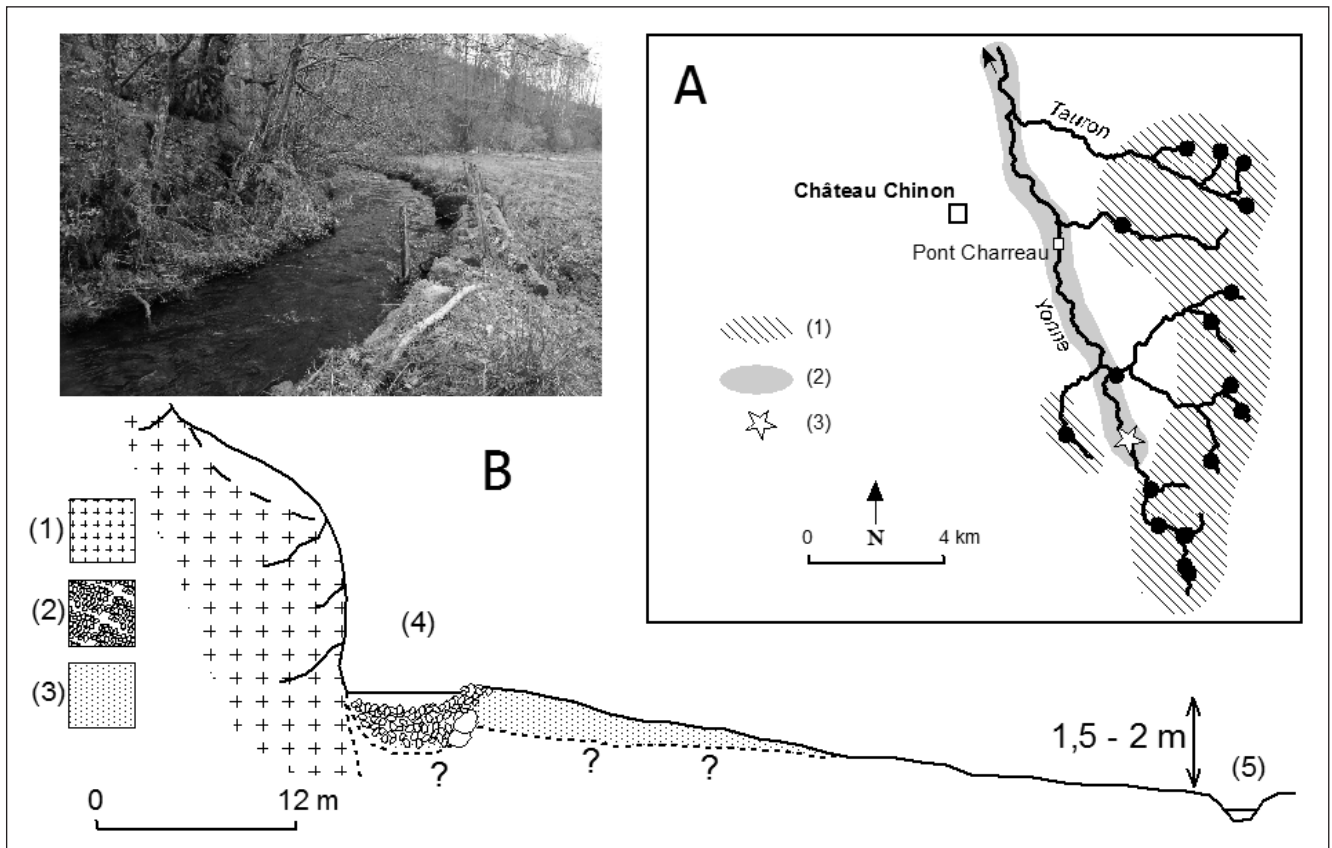 A
Tauron
Château Chinon
Pont Charreau
Yonne
(1)
(2)
(3)
N
0 4 km
B
(1)
(2)
(3)
(4)
1,5 - 2 m
(5)
? ? ?
0 12 m